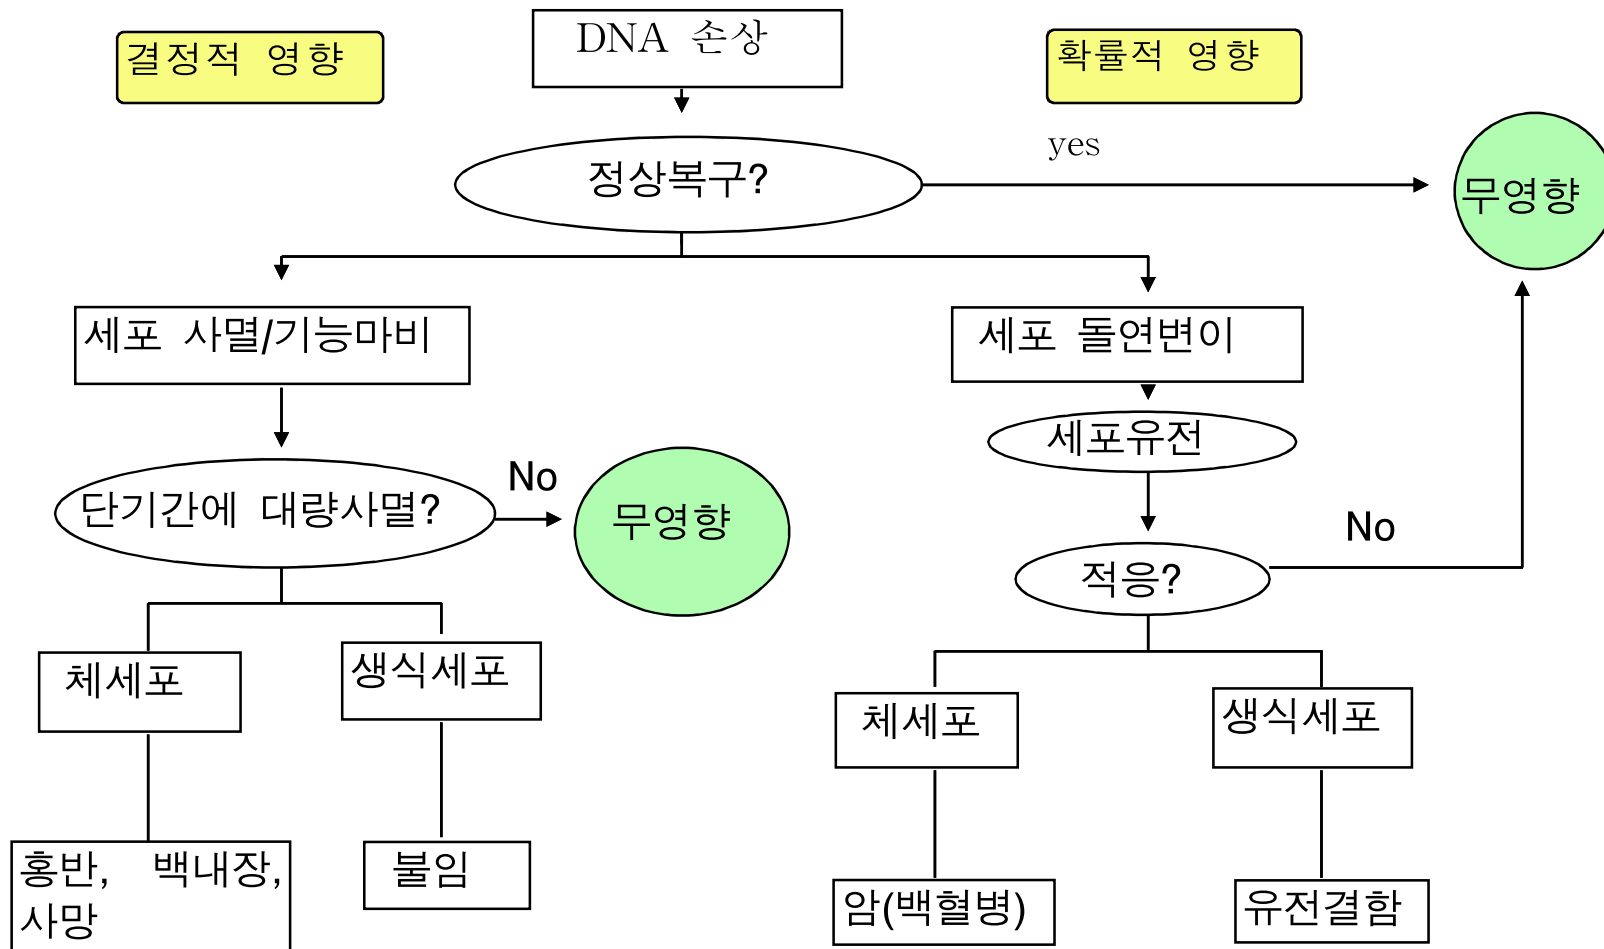 결정적 영향
DNA 손상
확률적 영향
yes
정상복구?
무영향
세포 사멸/기능마비
세포 돌연변이
세포유전
No
단기간에 대량사멸?
무영향
No
적응?
체세포
생식세포
체세포
생식세포
홍반, 백내장,
사망
불임
암(백혈병)
유전결함